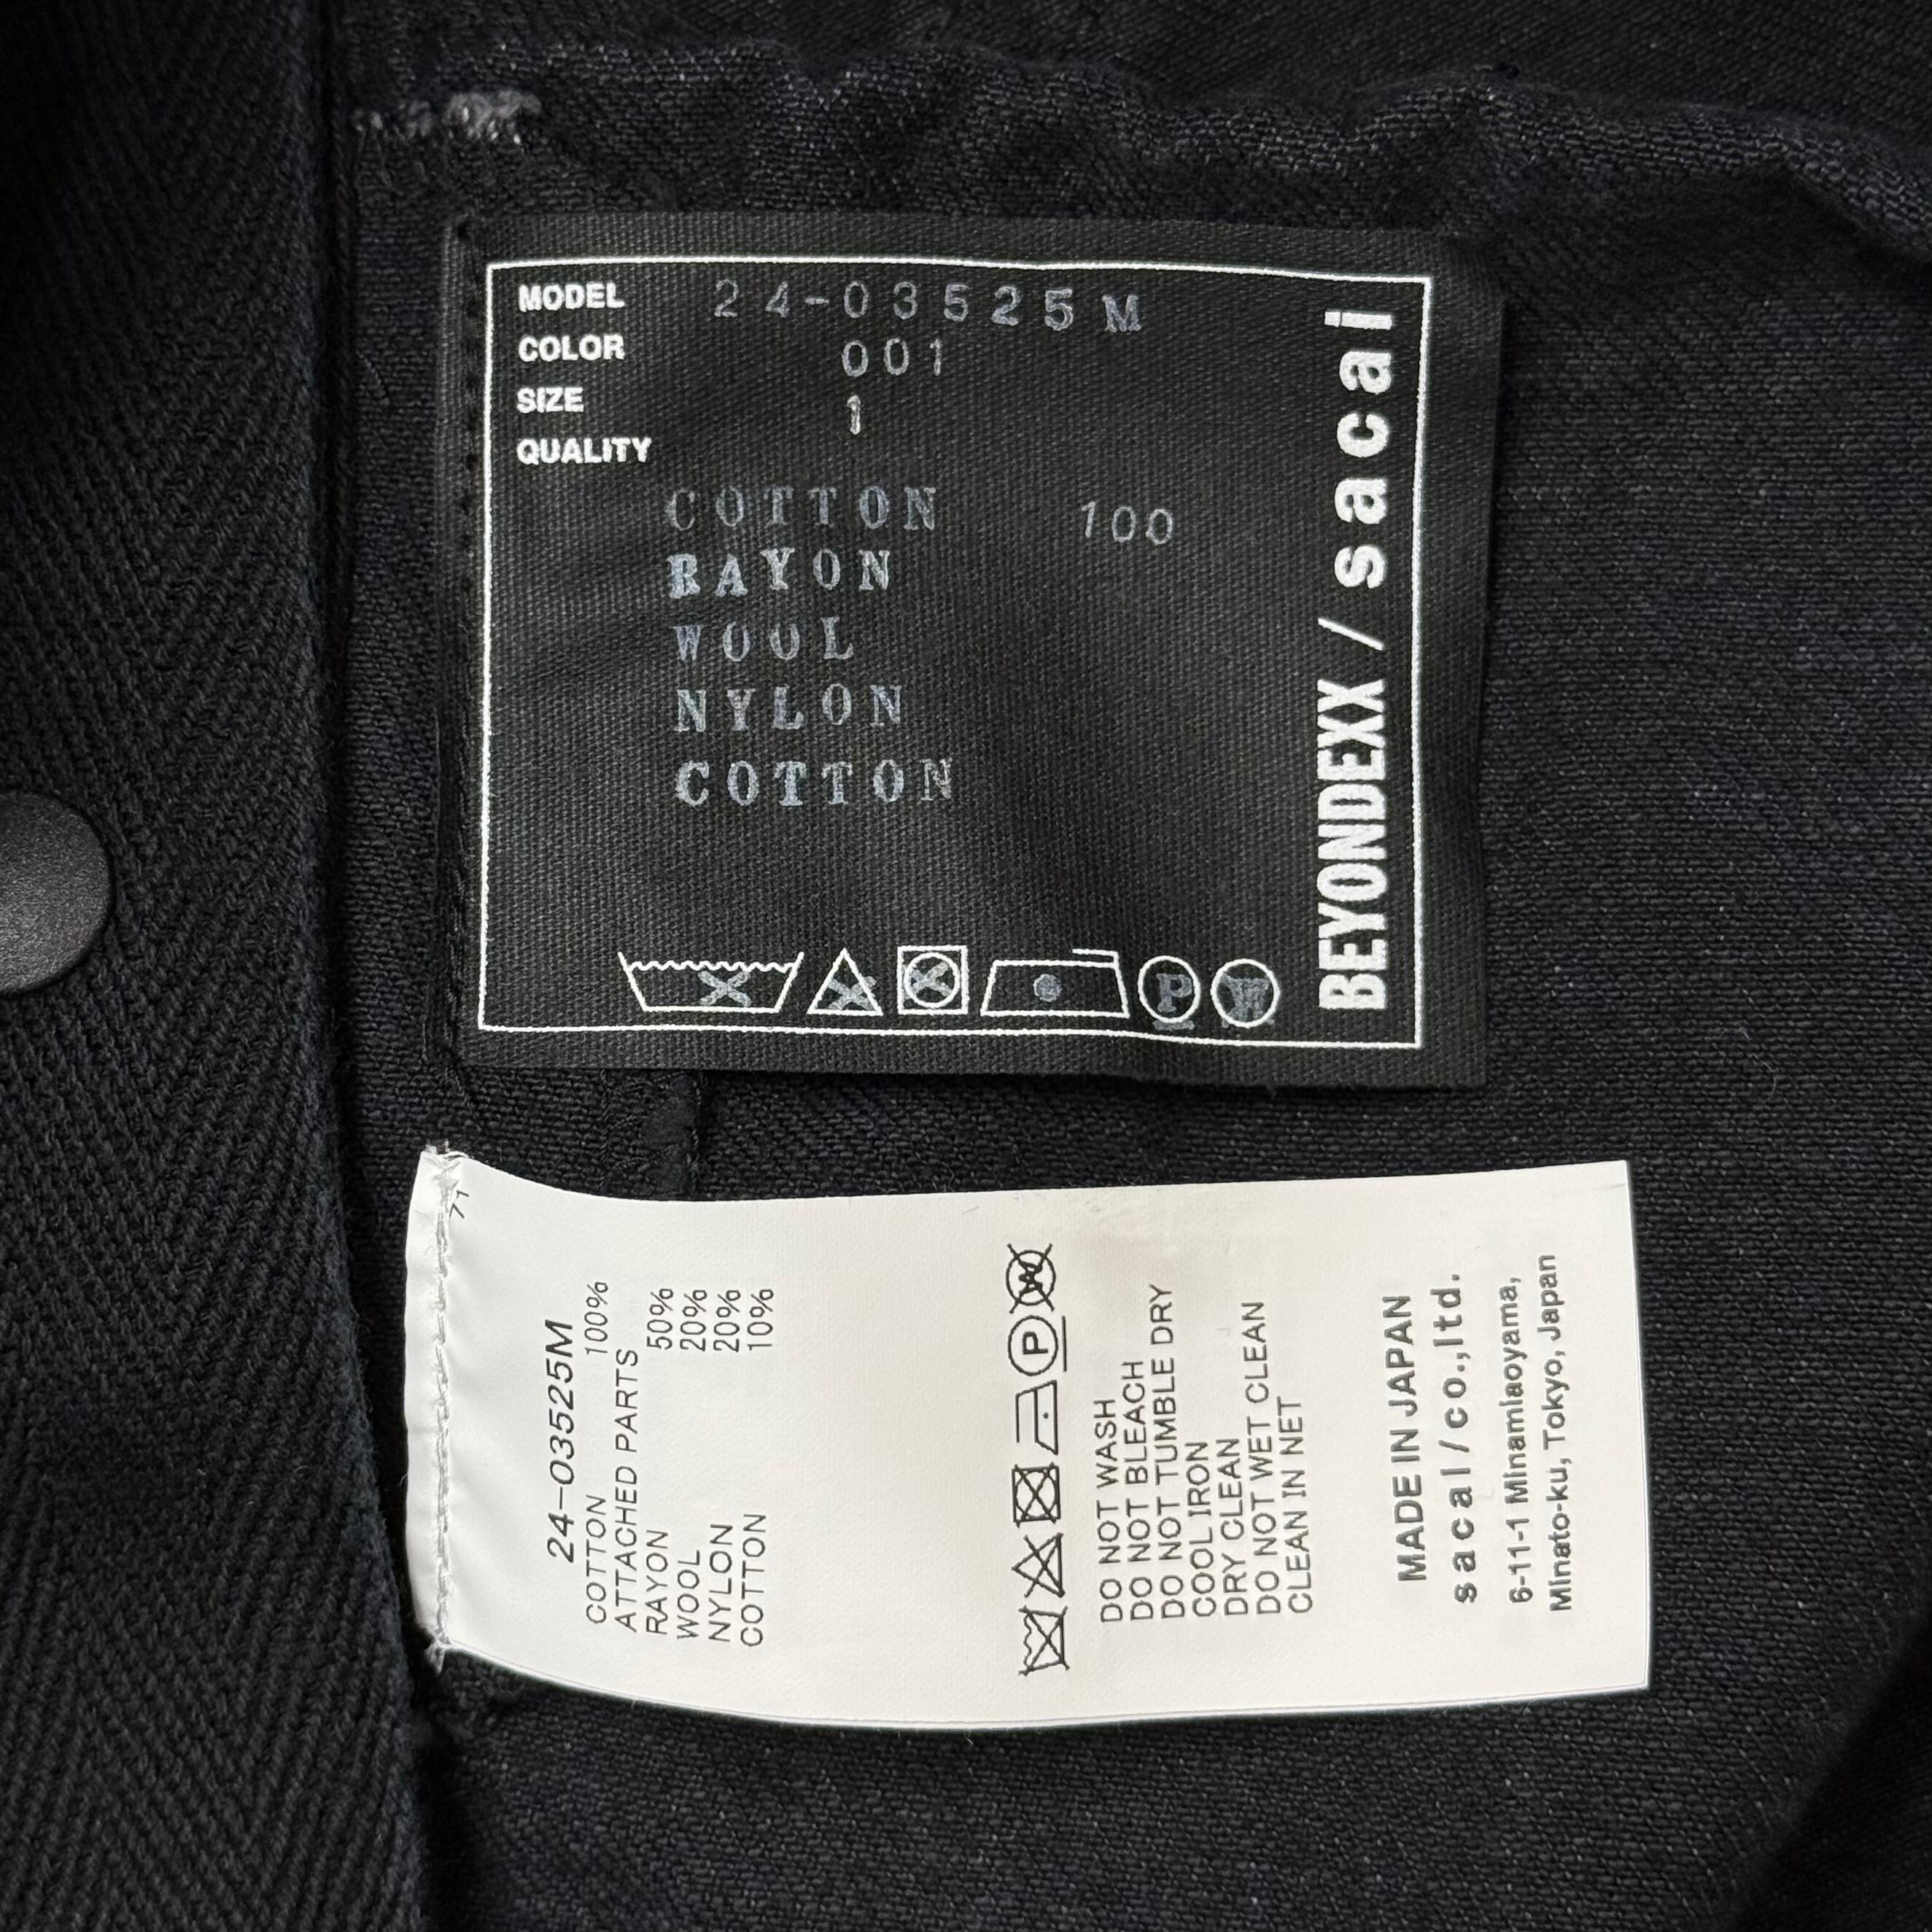 MODEL 24-03525M
COLOR 001
SIZE 1
QUALITY
COTTON 100
RAYON
WOOL
NYLON
COTTON
P W
BEYONDEXX / sacai
71
24-03525M
COTTON 100%
ATTACHED PARTS
RAYON 50%
WOOL 20%
NYLON 20%
COTTON 10%
P W
DO NOT WASH
DO NOT BLEACH
DO NOT TUMBLE DRY
COOL IRON
DRY CLEAN
DO NOT WET CLEAN
CLEAN IN NET
MADE IN JAPAN
sacai/co.,ltd.
6-11-1 Minamiaoyama,
Minato-ku, Tokyo, Japan